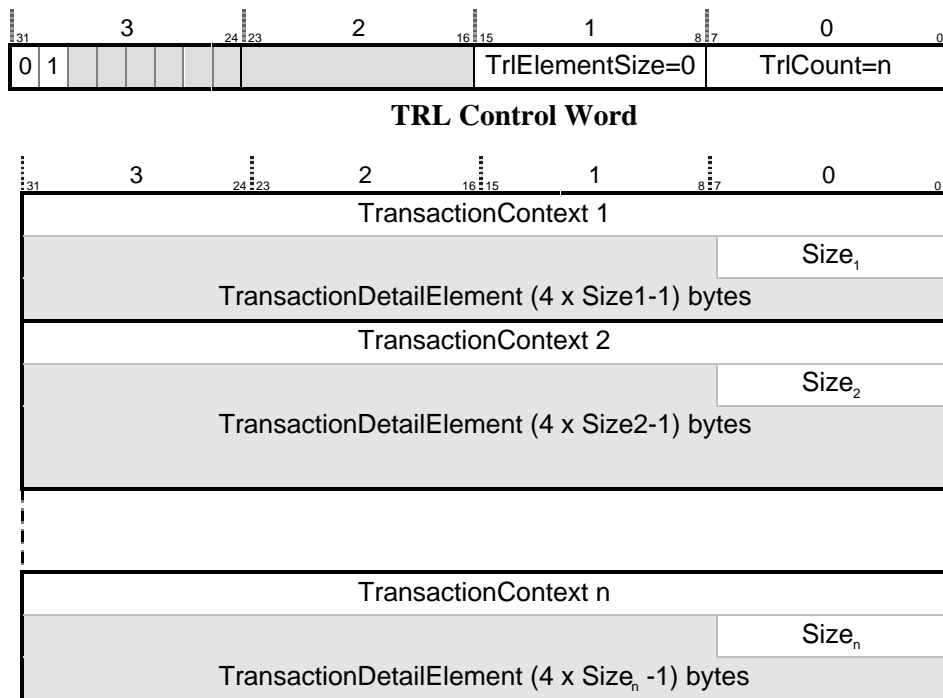 3 2 1 0
31 24 23 16 15 8 7 0
0 1 TrlElementSize=0 TrlCount=n
TRL Control Word
3 2 1 0
31 24 23 16 15 8 7 0
TransactionContext 1
Size1
TransactionDetailElement (4 x Size1-1) bytes
TransactionContext 2
Size2
TransactionDetailElement (4 x Size2-1) bytes
TransactionContext n
Sizen
TransactionDetailElement (4 x Sizen -1) bytes